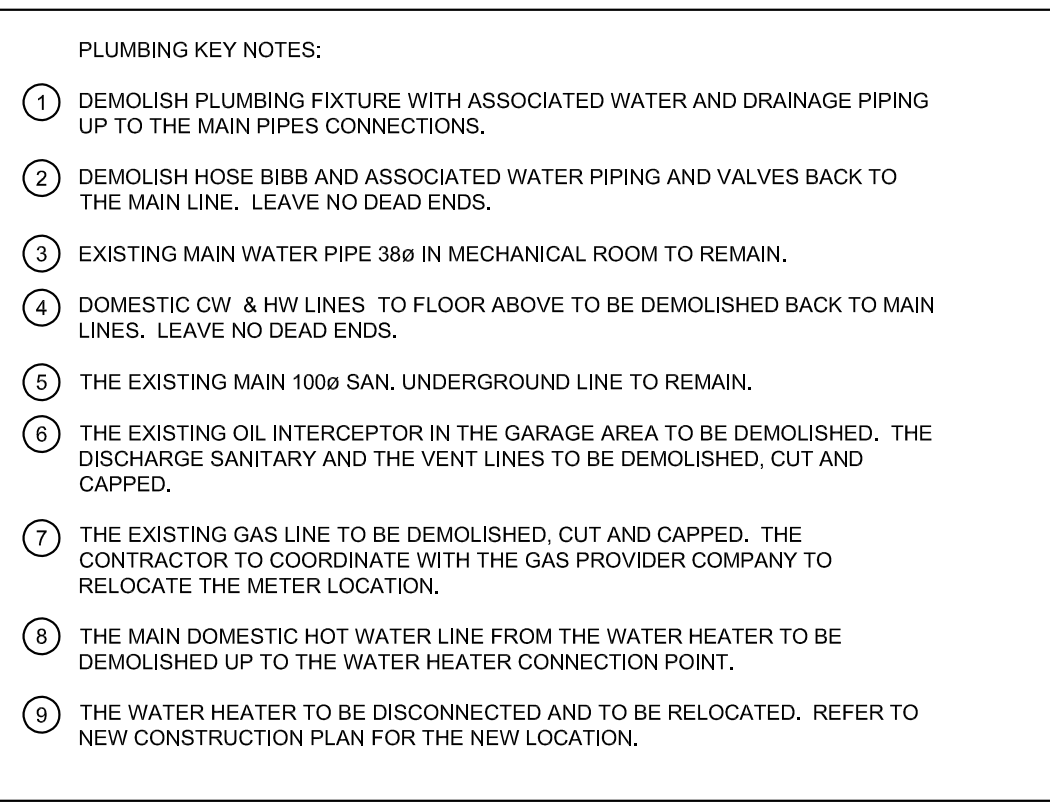 PLUMBING KEY NOTES:
1 DEMOLISH PLUMBING FIXTURE WITH ASSOCIATED WATER AND DRAINAGE PIPING
UP TO THE MAIN PIPES CONNECTIONS.
2 DEMOLISH HOSE BIBB AND ASSOCIATED WATER PIPING AND VALVES BACK TO
THE MAIN LINE. LEAVE NO DEAD ENDS.
3 EXISTING MAIN WATER PIPE 38ø IN MECHANICAL ROOM TO REMAIN.
4 DOMESTIC CW & HW LINES TO FLOOR ABOVE TO BE DEMOLISHED BACK TO MAIN
LINES. LEAVE NO DEAD ENDS.
5 THE EXISTING MAIN 100ø SAN. UNDERGROUND LINE TO REMAIN.
6 THE EXISTING OIL INTERCEPTOR IN THE GARAGE AREA TO BE DEMOLISHED. THE
DISCHARGE SANITARY AND THE VENT LINES TO BE DEMOLISHED, CUT AND
CAPPED.
7 THE EXISTING GAS LINE TO BE DEMOLISHED, CUT AND CAPPED. THE
CONTRACTOR TO COORDINATE WITH THE GAS PROVIDER COMPANY TO
RELOCATE THE METER LOCATION.
8 THE MAIN DOMESTIC HOT WATER LINE FROM THE WATER HEATER TO BE
DEMOLISHED UP TO THE WATER HEATER CONNECTION POINT.
9 THE WATER HEATER TO BE DISCONNECTED AND TO BE RELOCATED. REFER TO
NEW CONSTRUCTION PLAN FOR THE NEW LOCATION.